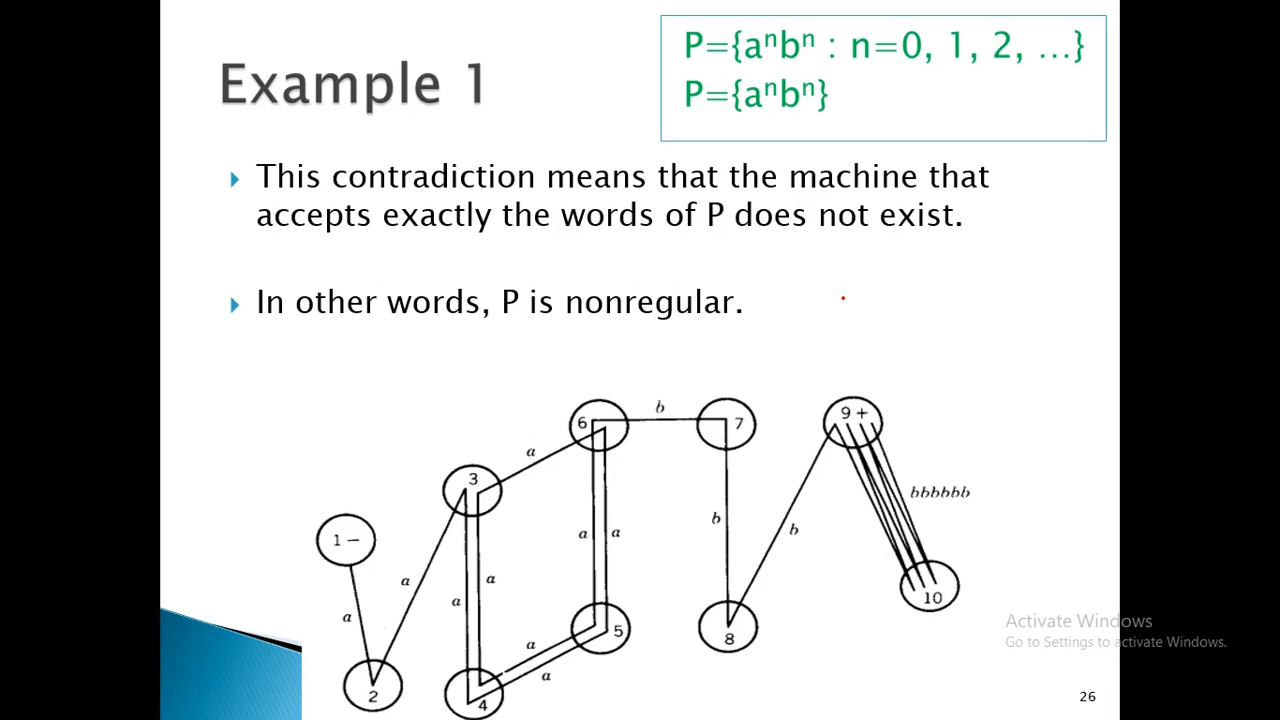 Example 1
P={aⁿbⁿ : n=0, 1, 2, ...}
P={aⁿbⁿ}
This contradiction means that the machine that
accepts exactly the words of P does not exist.
In other words, P is nonregular.
6
b
7
9 +
a
3
bbbbbb
b
b
a
a
1 −
a
a
a
10
a
a
5
8
a
2
a
4
Activate Windows
Go to Settings to activate Windows.
26